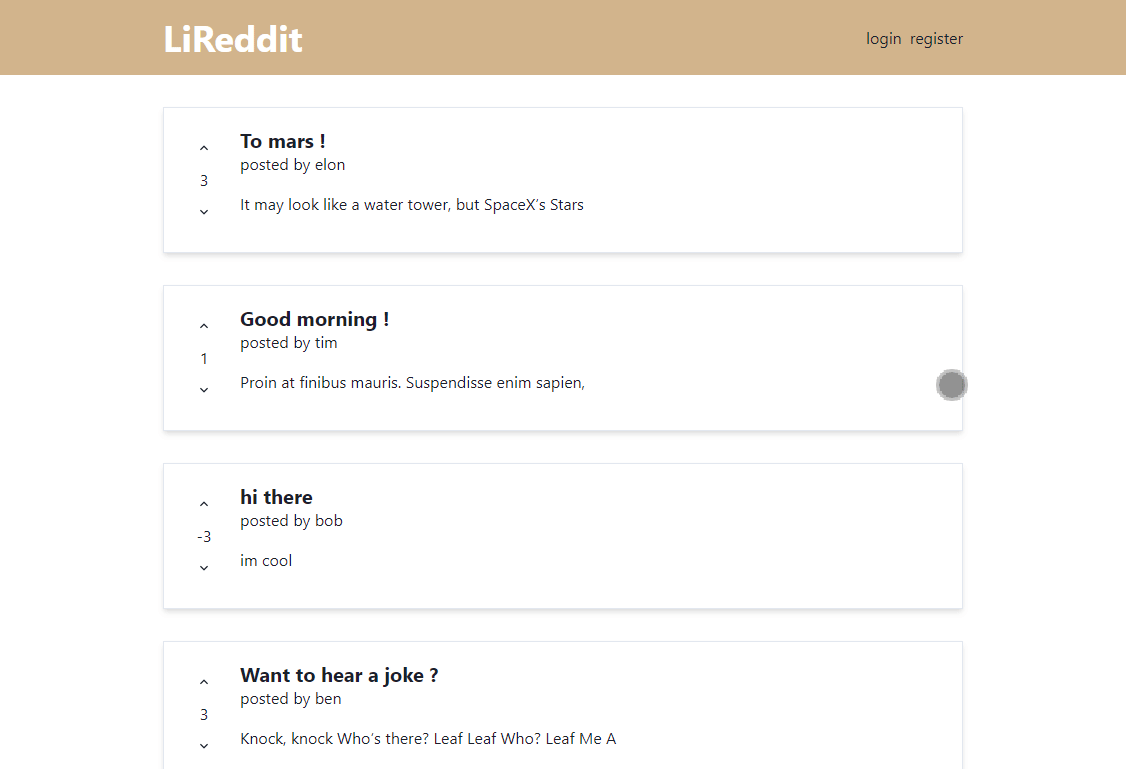 LiReddit
login register
To mars !
posted by elon
3
It may look like a water tower, but SpaceX’s Stars
Good morning !
posted by tim
1
Proin at finibus mauris. Suspendisse enim sapien,
hi there
posted by bob
-3
im cool
Want to hear a joke ?
posted by ben
3
Knock, knock Who’s there? Leaf Leaf Who? Leaf Me A